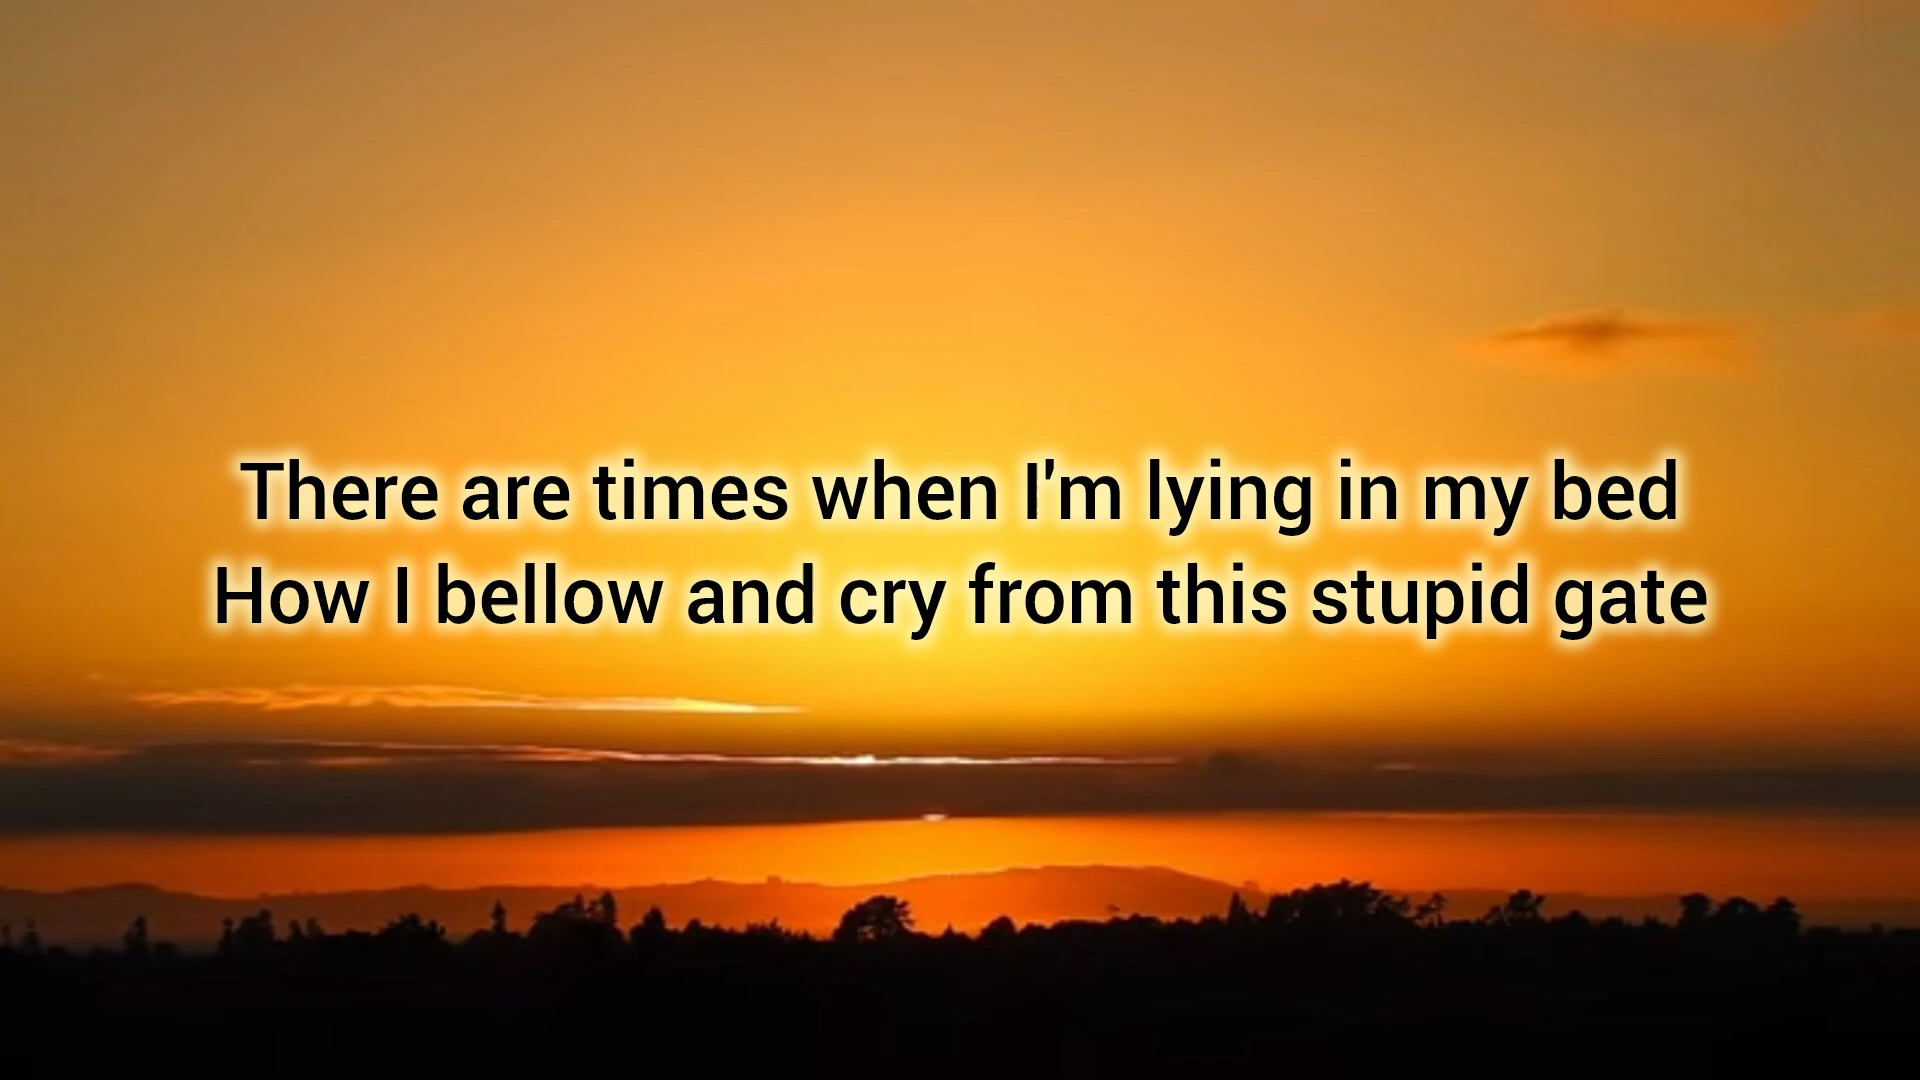 There are times when I'm lying in my bed
How I bellow and cry from this stupid gate